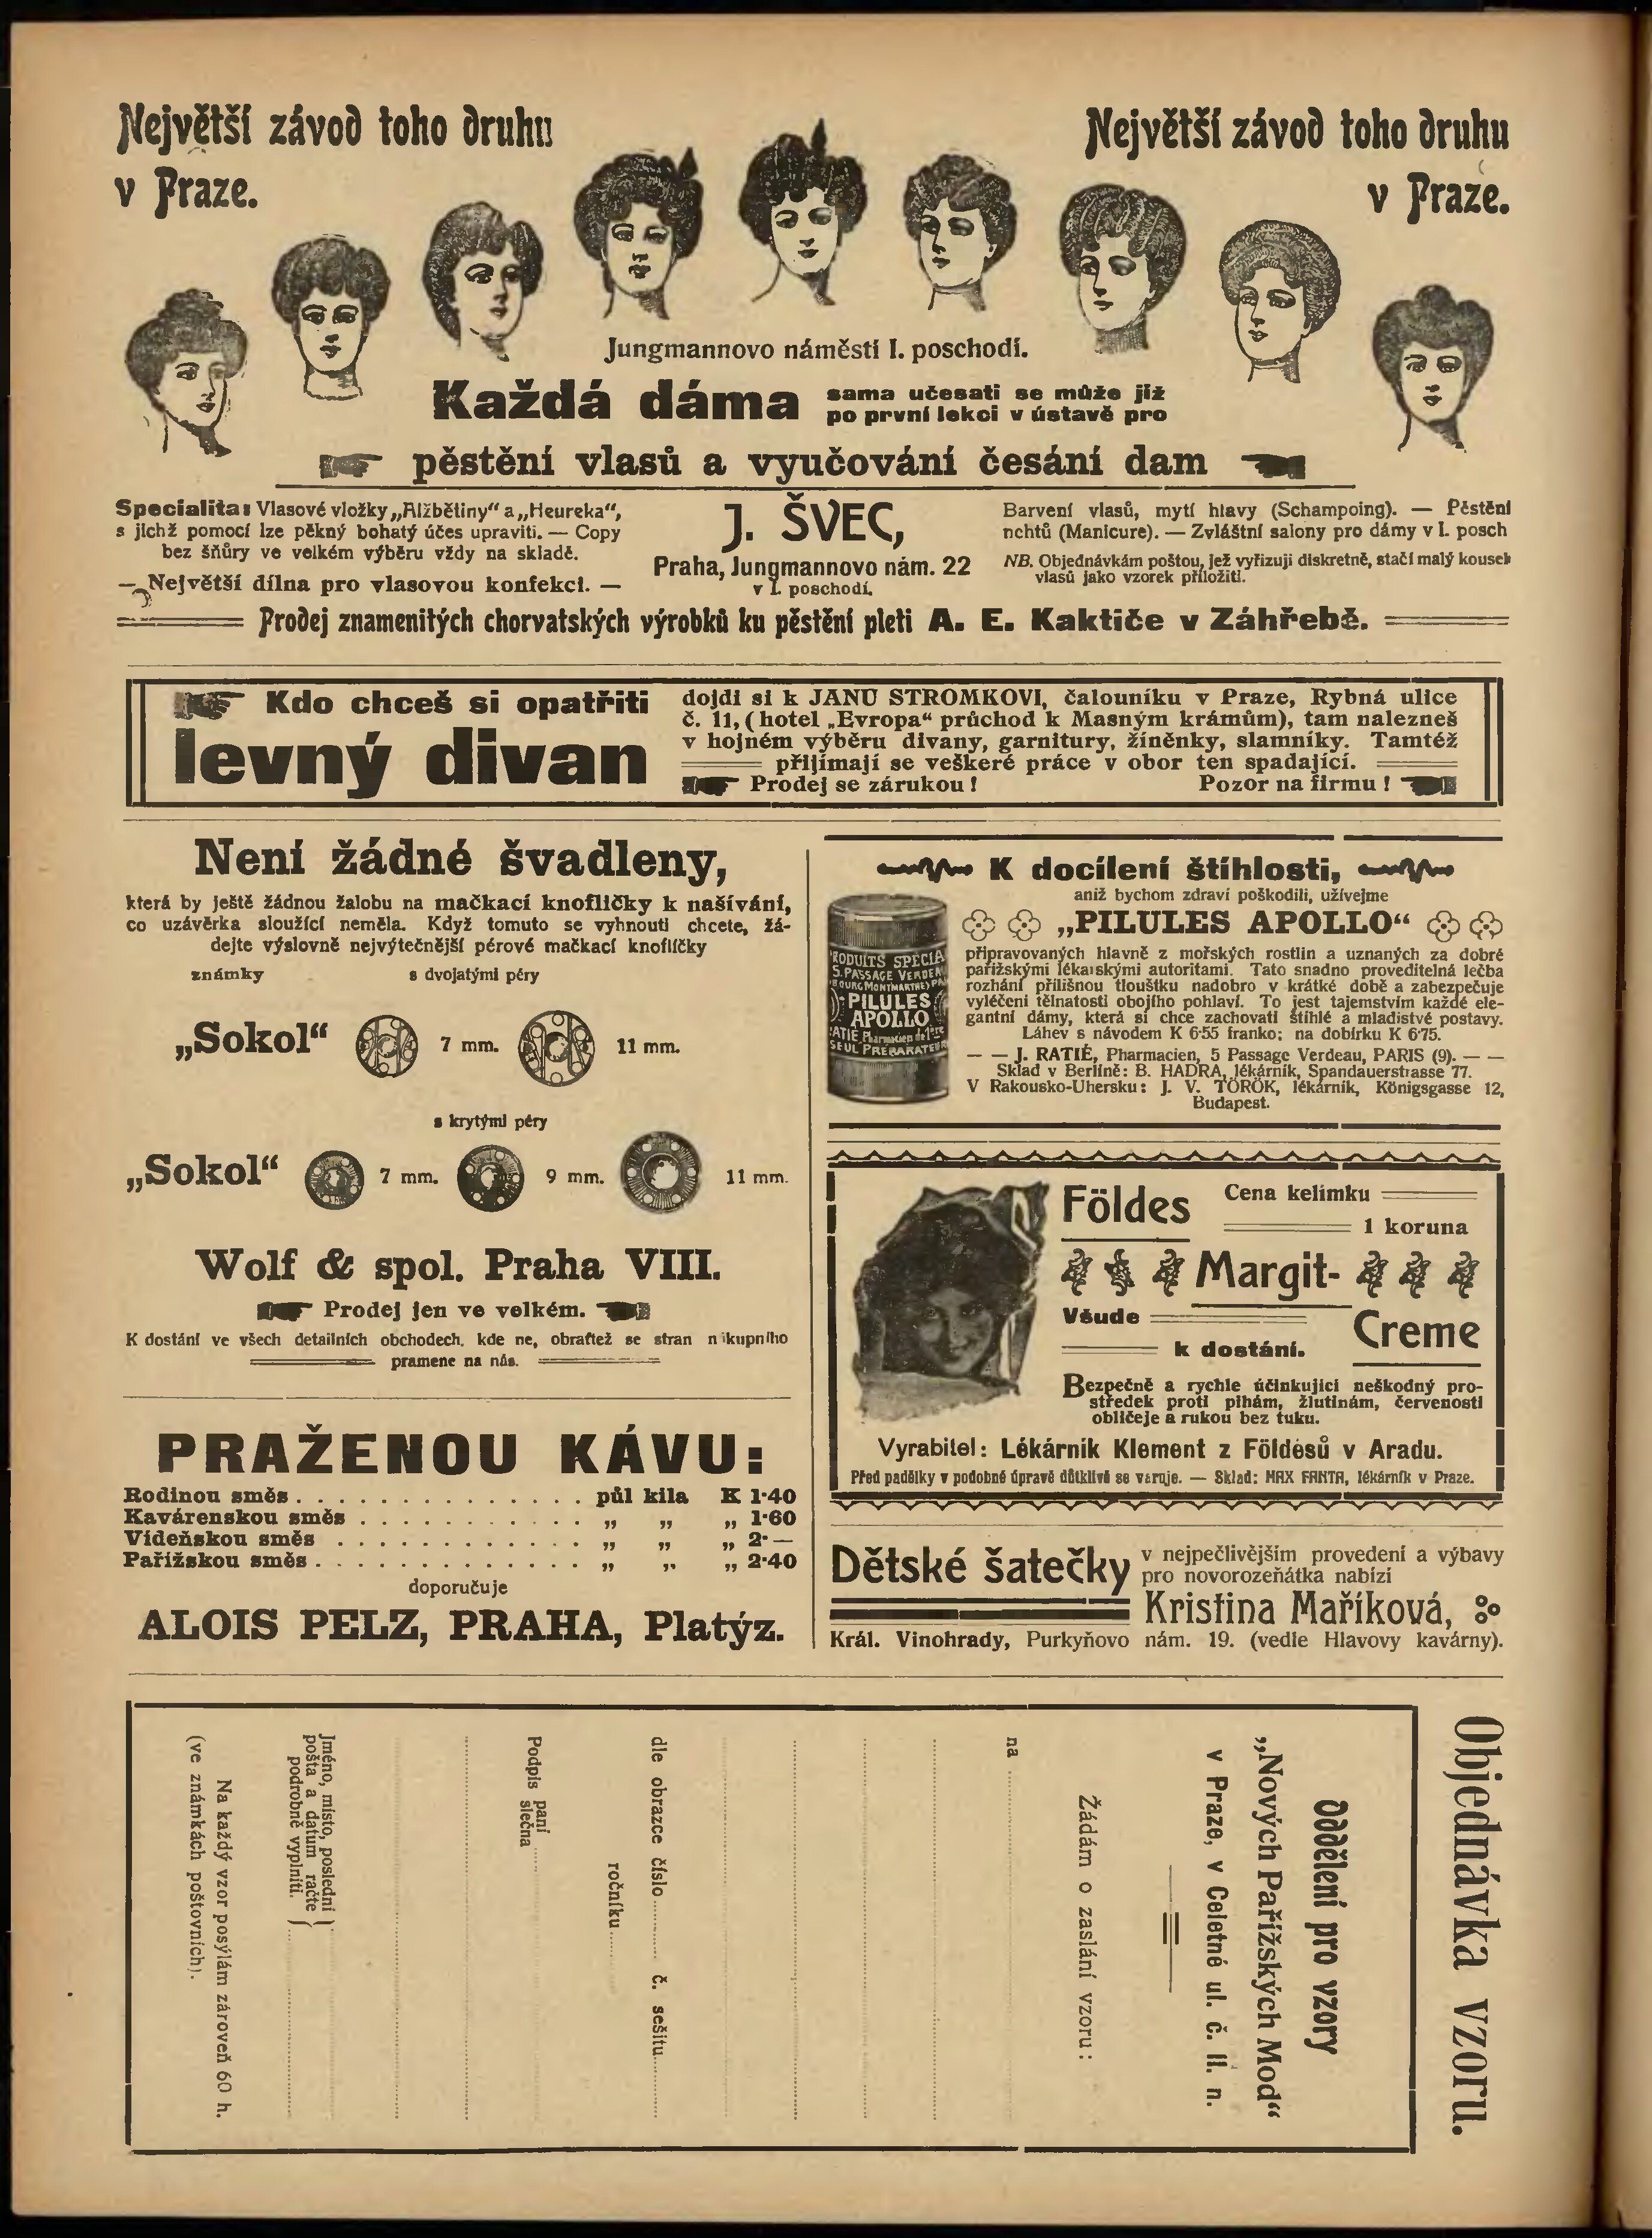 Největší závod toho druhu
v Praze.
Největší závod toho druhu
v Praze.
Jungmannovo náměstí I. poschodí.
Každá dáma
sama učesati se může již
po první lekci v ústavě pro
pěstění vlasů a vyučování česání dam
Specialita: Vlasové vložky „Alžbětiny“ a „Heureka“,
s jichž pomocí lze pěkný bohatý účes upraviti. — Copy
bez šňůry ve velkém výběru vždy na skladě.
— Největší dílna pro vlasovou konfekci. —
J. ŠVEC,
Praha, Jungmannovo nám. 22
v I. poschodí.
Barvení vlasů, mytí hlavy (Schampoing). — Pěstění
nehtů (Manicure). — Zvláštní salony pro dámy v I. posch
NB. Objednávkám poštou, jež vyřizuji diskretně, stačí malý kousek
vlasů jako vzorek přiložiti.
Prodej znamenitých chorvatských výrobků ku pěstění pleti A. E. Kaktiče v Záhřebě.
Kdo chceš si opatřiti
levný divan
dojdi si k JANU STROMKOVI, čalouníku v Praze, Rybná ulice
č. 11, (hotel „Evropa“ průchod k Masným krámům), tam nalezneš
v hojném výběru divany, garnitury, žíněnky, slamníky. Tamtéž
přijímají se veškeré práce v obor ten spadající.
Prodej se zárukou! Pozor na firmu!
Není žádné švadleny,
která by ještě žádnou žalobu na mačkací knoflíčky k našívání,
co uzávěrka sloužící neměla. Když tomuto se vyhnouti chcete, žá-
dejte výslovně nejvýtečnější pérové mačkací knoflíčky
známky s dvojatými péry
„Sokol“ 7 mm. 11 mm.
s krytými péry
„Sokol“ 7 mm. 9 mm. 11 mm.
Wolf & spol. Praha VIII.
Prodej jen ve velkém.
K dostání ve všech detailních obchodech, kde ne, obraťtež se stran nákupního
pramene na nás.
PRAŽENOU KÁVU:
Rodinou směs . . . . . . . . . . . . . . půl kila K 1·40
Kavárenskou směs . . . . . . . . . . . „ „ „ 1·60
Vídeňskou směs . . . . . . . . . . . . „ „ „ 2·—
Pařížskou směs . . . . . . . . . . . . . „ „ „ 2·40
doporučuje
ALOIS PELZ, PRAHA, Platýz.
K docílení štíhlosti,
aniž bychom zdraví poškodili, užívejme
„PILULES APOLLO“
připravovaných hlavně z mořských rostlin a uznaných za dobré
pařížskými lékařskými autoritami. Tato snadno proveditelná léčba
rozhání přílišnou tloušťku nadobro v krátké době a zabezpečuje
vyléčení tělnatosti obojího pohlaví. To jest tajemstvím každé ele-
gantní dámy, která si chce zachovati štíhlé a mladistvé postavy.
Láhev s návodem K 6·55 franko; na dobírku K 6·75.
— — J. RATIÉ, Pharmacien, 5 Passage Verdeau, PARIS (9). — —
Sklad v Berlíně: B. HADRA, lékárník, Spandauerstrasse 77.
V Rakousko-Uhersku: J. V. TÖRÖK, lékárník, Königsgasse 12,
Budapest.
RODUITS SPECIA
5. PASSAGE VERDEA
BOURG MONTMARTRE) PA
PILULES
APOLLO
ATIÉ Pharmacien de 1ère
SEUL PREPARATEUR
Földes
Cena kelímku
1 koruna
Margit-
Všude
k dostání.
Creme
Bezpečně a rychle účinkující neškodný pro-
středek proti pihám, žlutinám, červenosti
obličeje a rukou bez tuku.
Vyrabitel: Lékárník Klement z Földesů v Aradu.
Před padělky v podobné úpravě důtklivě se varuje. — Sklad: MAX FANTA, lékárník v Praze.
Dětské šatečky
v nejpečlivějším provedení a výbavy
pro novorozeňátka nabízí
Kristina Maříková,
Král. Vinohrady, Purkyňovo nám. 19. (vedle Hlavovy kavárny).
Objednávka vzoru.
Oddělení pro vzory
„Nových Pařížských Mod“
v Praze, v Celetné ul. č. 11. n.
Žádám o zaslání vzoru:
na
dle obrazce číslo.......... č. sešitu..........
ročníku..........
Podpis paní
slečna
Jméno, místo, poslední
pošta a datum račte
podrobně vyplniti.
Na každý vzor posýlám zároveň 60 h.
(ve známkách poštovních).